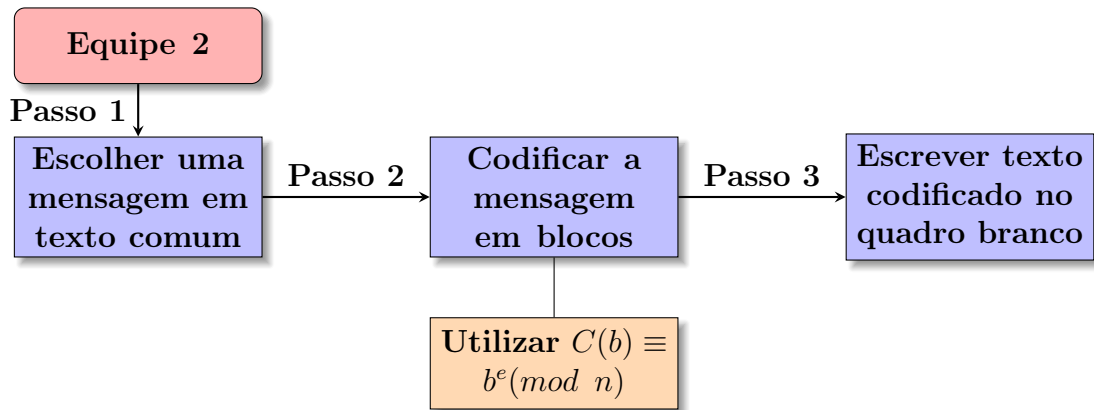 Equipe 2
Passo 1
Escolher uma
mensagem em
texto comum
Passo 2
Codificar a
mensagem
em blocos
Passo 3
Escrever texto
codificado no
quadro branco
Utilizar C(b) ≡
b^e(mod n)